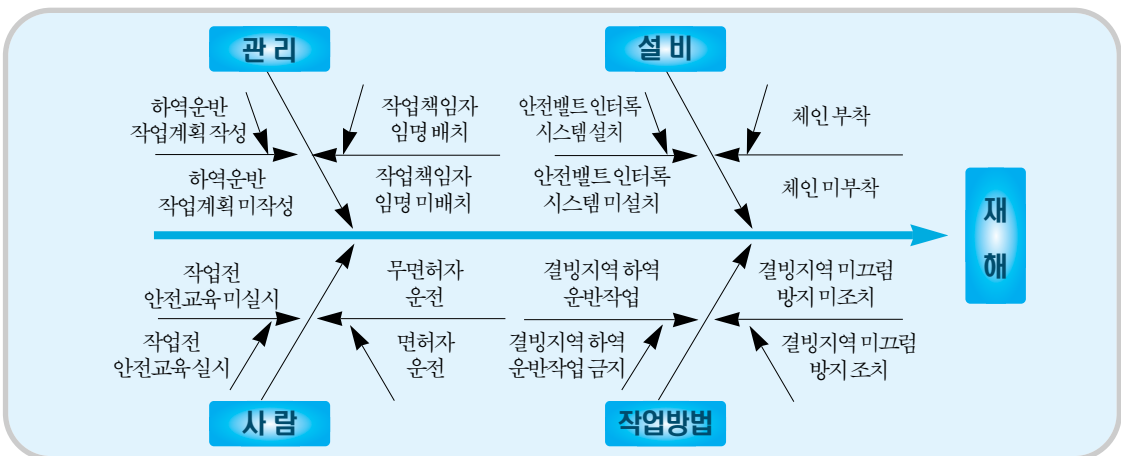 관 리
설 비
하역운반
작업계획 작성
작업책임자
임명 배치
안전밸트 인터록
시스템 설치
체인 부착
하역운반
작업계획 미작성
작업책임자
임명 미배치
안전밸트 인터록
시스템 미설치
체인 미부착
재
해
작업전
안전교육 미실시
무면허자
운전
결빙지역 하역
운반작업
결빙지역 미끄럼
방지 미조치
작업전
안전교육 실시
면허자
운전
결빙지역 하역
운반작업 금지
결빙지역 미끄럼
방지 조치
사 람
작업방법